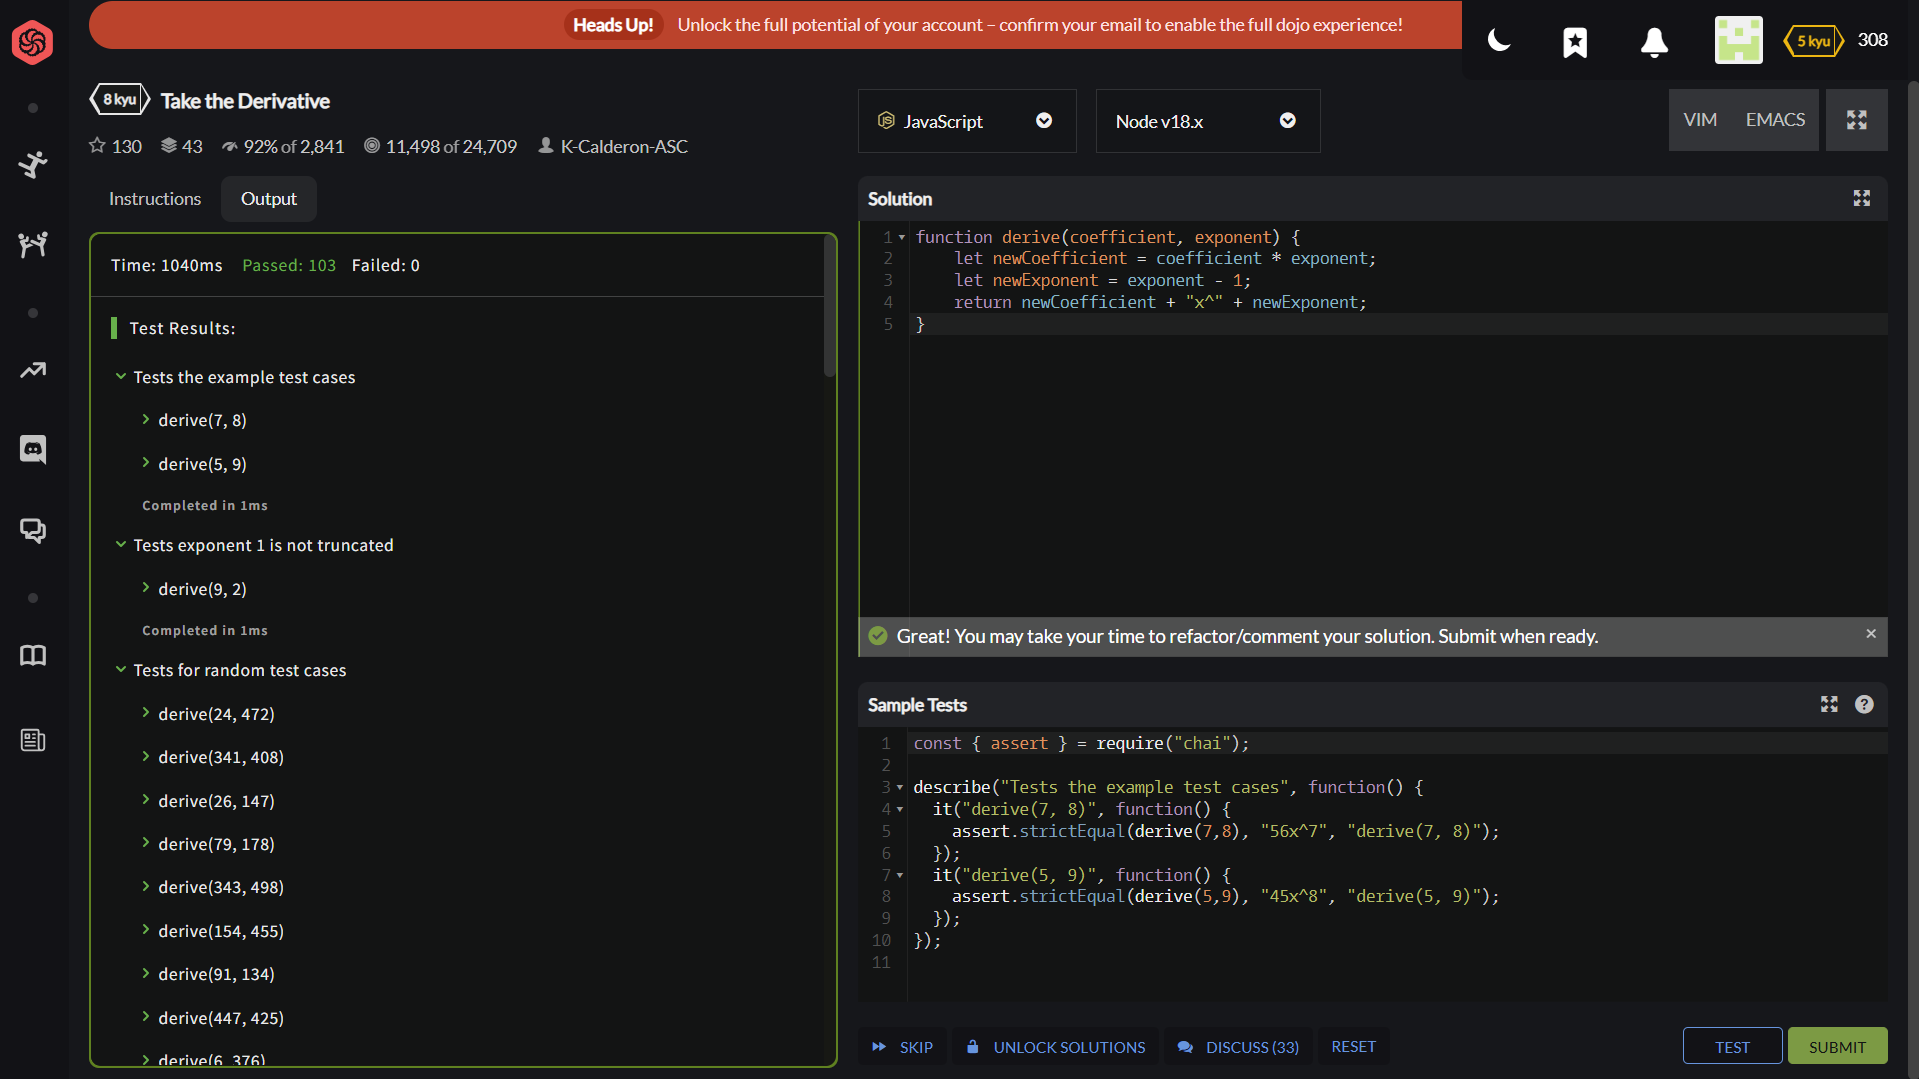 Heads Up! Unlock the full potential of your account – confirm your email to enable the full dojo experience!
5 kyu 308
8 kyu Take the Derivative
130 43 92% of 2,841 11,498 of 24,709 K-Calderon-ASC
Instructions Output
Time: 1040ms Passed: 103 Failed: 0
Test Results:
Tests the example test cases
derive(7, 8)
derive(5, 9)
Completed in 1ms
Tests exponent 1 is not truncated
derive(9, 2)
Completed in 1ms
Tests for random test cases
derive(24, 472)
derive(341, 408)
derive(26, 147)
derive(79, 178)
derive(343, 498)
derive(154, 455)
derive(91, 134)
derive(447, 425)
derive(6, 376)
JS JavaScript Node v18.x VIM EMACS
Solution
1 function derive(coefficient, exponent) {
2 let newCoefficient = coefficient * exponent;
3 let newExponent = exponent - 1;
4 return newCoefficient + "x^" + newExponent;
5 }
Great! You may take your time to refactor/comment your solution. Submit when ready.
Sample Tests
1 const { assert } = require("chai");
2
3 describe("Tests the example test cases", function() {
4 it("derive(7, 8)", function() {
5 assert.strictEqual(derive(7,8), "56x^7", "derive(7, 8)");
6 });
7 it("derive(5, 9)", function() {
8 assert.strictEqual(derive(5,9), "45x^8", "derive(5, 9)");
9 });
10 });
11
SKIP UNLOCK SOLUTIONS DISCUSS (33) RESET TEST SUBMIT